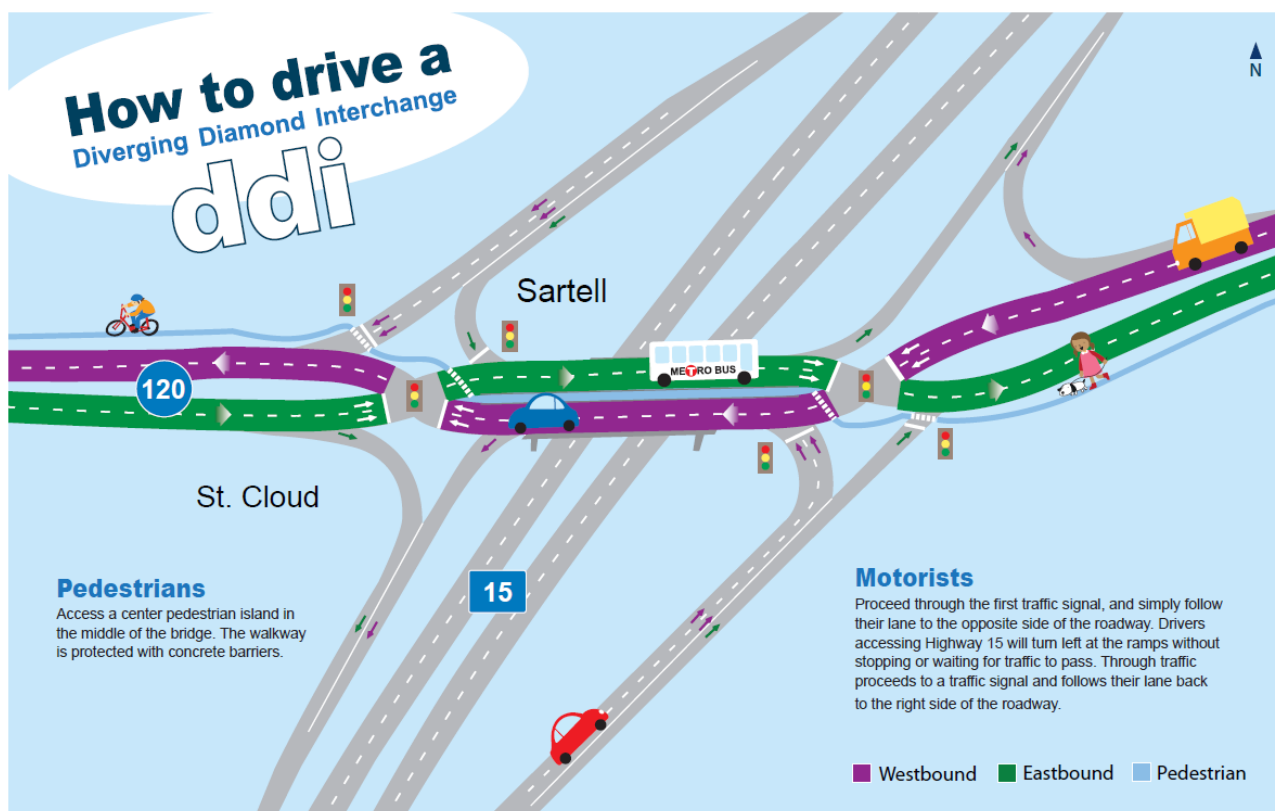 How to drive a
Diverging Diamond Interchange
ddi
N
Sartell
METRO BUS
120
St. Cloud
15
Pedestrians
Access a center pedestrian island in
the middle of the bridge. The walkway
is protected with concrete barriers.
Motorists
Proceed through the first traffic signal, and simply follow
their lane to the opposite side of the roadway. Drivers
accessing Highway 15 will turn left at the ramps without
stopping or waiting for traffic to pass. Through traffic
proceeds to a traffic signal and follows their lane back
to the right side of the roadway.
Westbound Eastbound Pedestrian